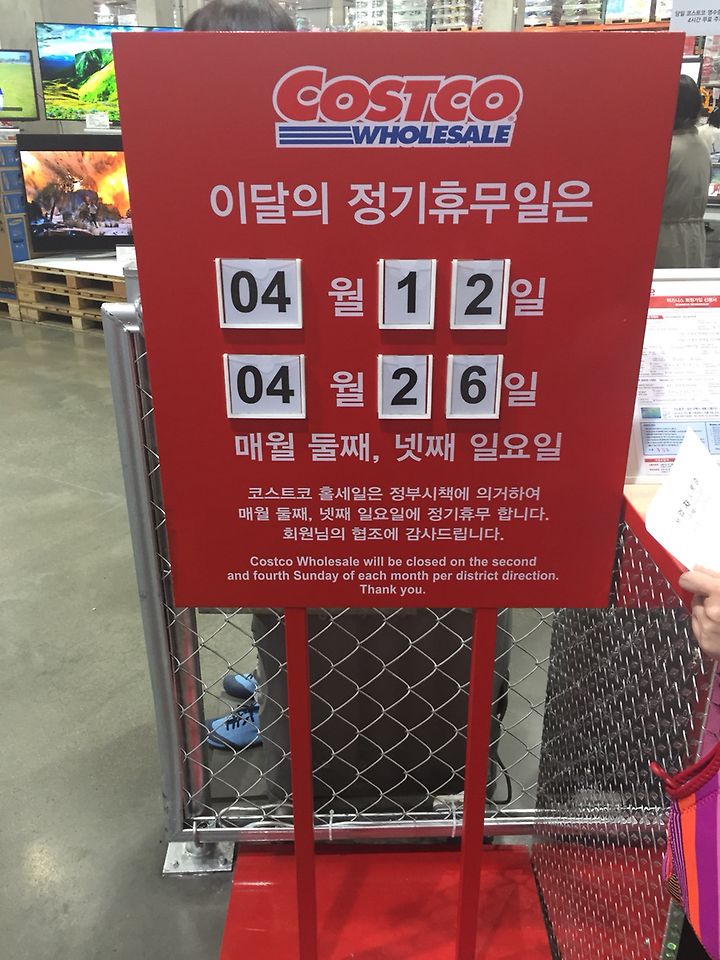 COSTCO
WHOLESALE
이달의 정기휴무일은
04 월 1 2 일
04 월 2 6 일
매월 둘째, 넷째 일요일
코스트코 홀세일은 정부시책에 의거하여
매월 둘째, 넷째 일요일에 정기휴무 합니다.
회원님의 협조에 감사드립니다.
Costco Wholesale will be closed on the second
and fourth Sunday of each month per district direction.
Thank you.